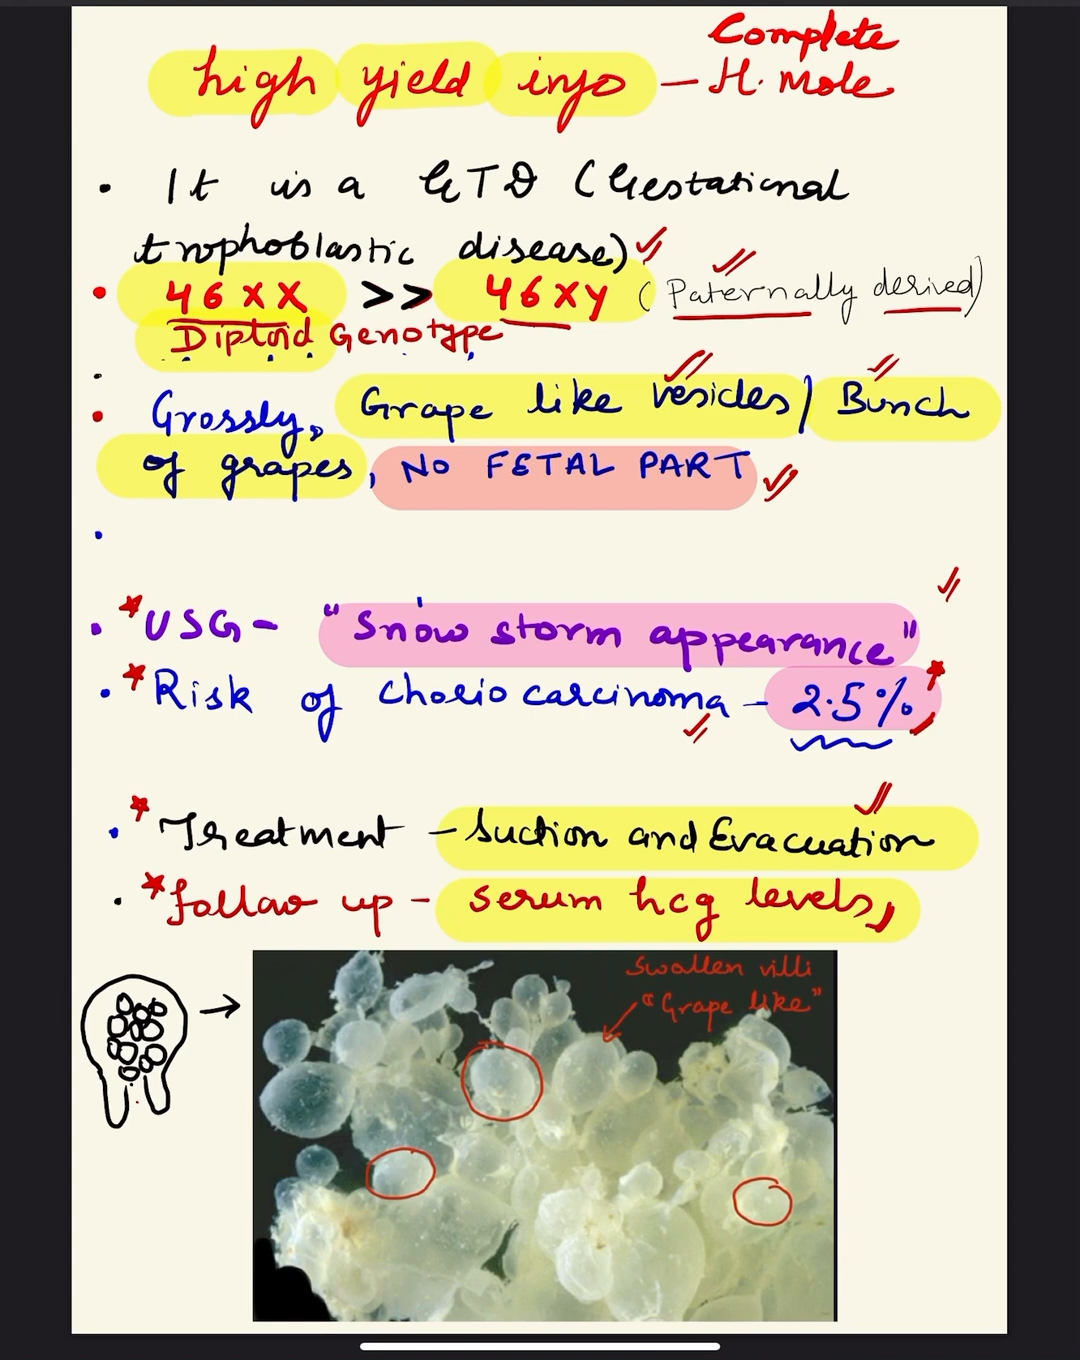 high yield info – Complete
H. Mole
• It is a GTD (Gestational
trophoblastic disease)
• 46XX >> 46XY (Paternally derived)
Diploid Genotype
• Grossly, Grape like vesicles / Bunch
of grapes, NO FETAL PART
• *USG – "Snow storm appearance"
• *Risk of choriocarcinoma – 2.5%,
• *Treatment – Suction and Evacuation
• *follow up – serum hcg levels,
Swollen villi
"Grape like"